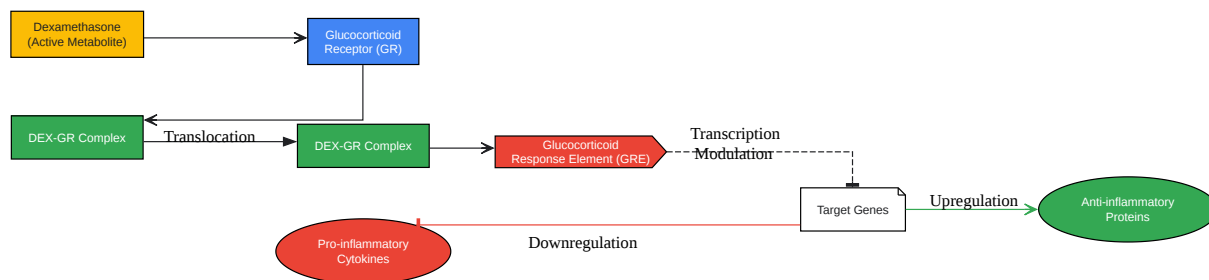 Dexamethasone
(Active Metabolite)
Glucocorticoid
Receptor (GR)
DEX-GR Complex
Translocation
DEX-GR Complex
Glucocorticoid
Response Element (GRE)
Transcription
Modulation
Target Genes
Upregulation
Anti-inflammatory
Proteins
Downregulation
Pro-inflammatory
Cytokines